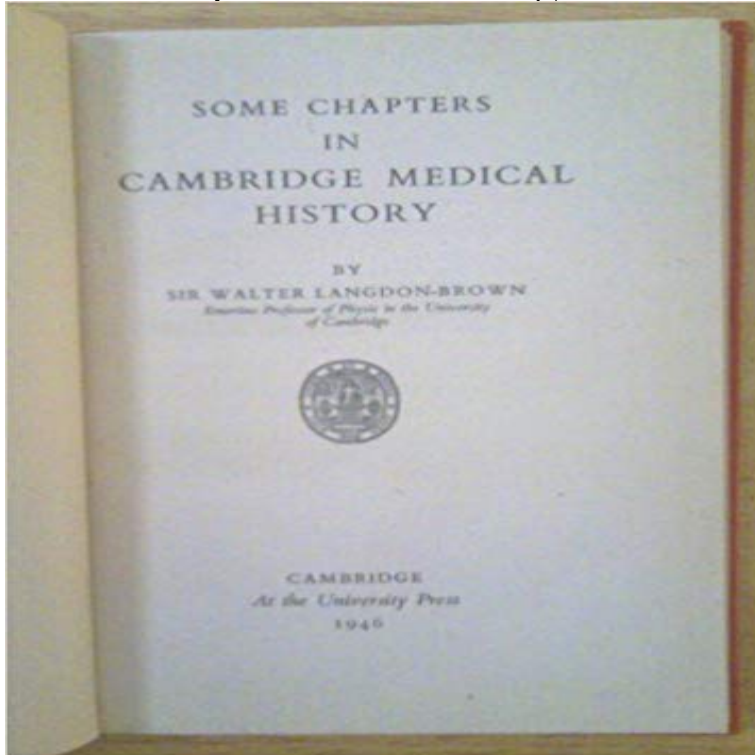 SOME CHAPTERS
IN
CAMBRIDGE MEDICAL
HISTORY
BY
SIR WALTER LANGDON-BROWN
Emeritus Professor of Physic in the University
of Cambridge
CAMBRIDGE
At the University Press
1946